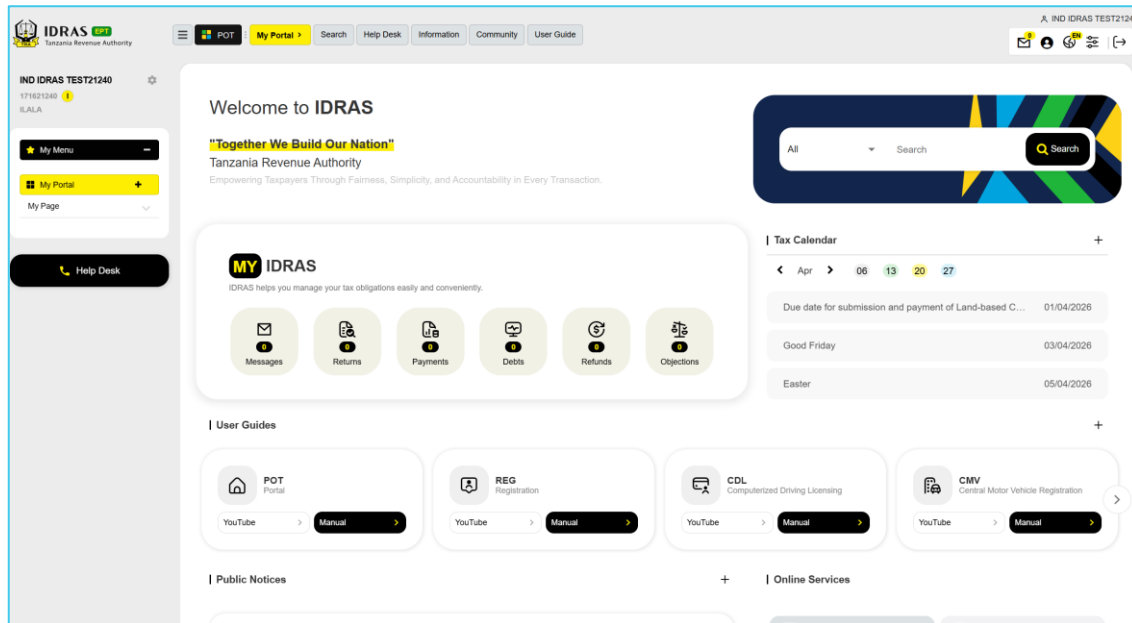 IND IDRAS TEST2124
IDRAS EPT
Tanzania Revenue Authority
POT
My Portal >
Search
Help Desk
Information
Community
User Guide
0
EN
IND IDRAS TEST21240
171621240 I
ILALA
My Menu
My Portal
My Page
Help Desk
Welcome to IDRAS
"Together We Build Our Nation"
Tanzania Revenue Authority
Empowering Taxpayers Through Fairness, Simplicity, and Accountability in Every Transaction.
All
Search
Search
MY IDRAS
IDRAS helps you manage your tax obligations easily and conveniently.
0
Messages
0
Returns
0
Payments
0
Debts
0
Refunds
0
Objections
Tax Calendar
Apr 06 13 20 27
Due date for submission and payment of Land-based C... 01/04/2026
Good Friday 03/04/2026
Easter 05/04/2026
User Guides
POT
Portal
YouTube
Manual
REG
Registration
YouTube
Manual
CDL
Computerized Driving Licensing
YouTube
Manual
CMV
Central Motor Vehicle Registration
YouTube
Manual
Public Notices
Online Services